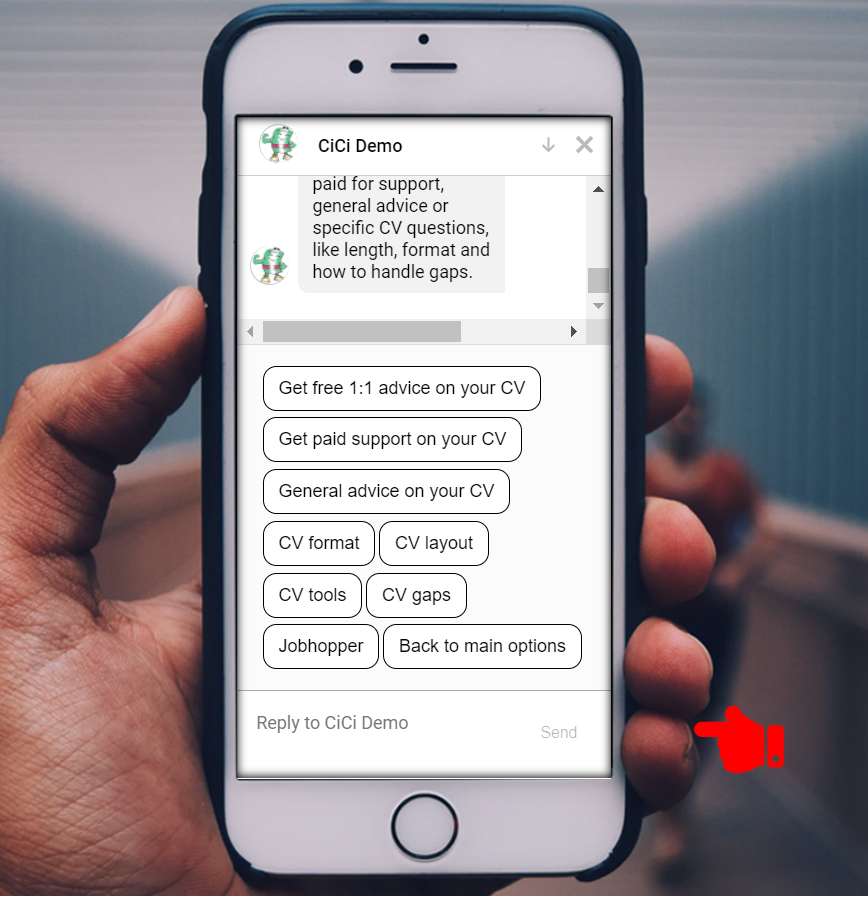 CiCi Demo
paid for support,
general advice or
specific CV questions,
like length, format and
how to handle gaps.
Get free 1:1 advice on your CV
Get paid support on your CV
General advice on your CV
CV format CV layout
CV tools CV gaps
Jobhopper Back to main options
Reply to CiCi Demo
Send